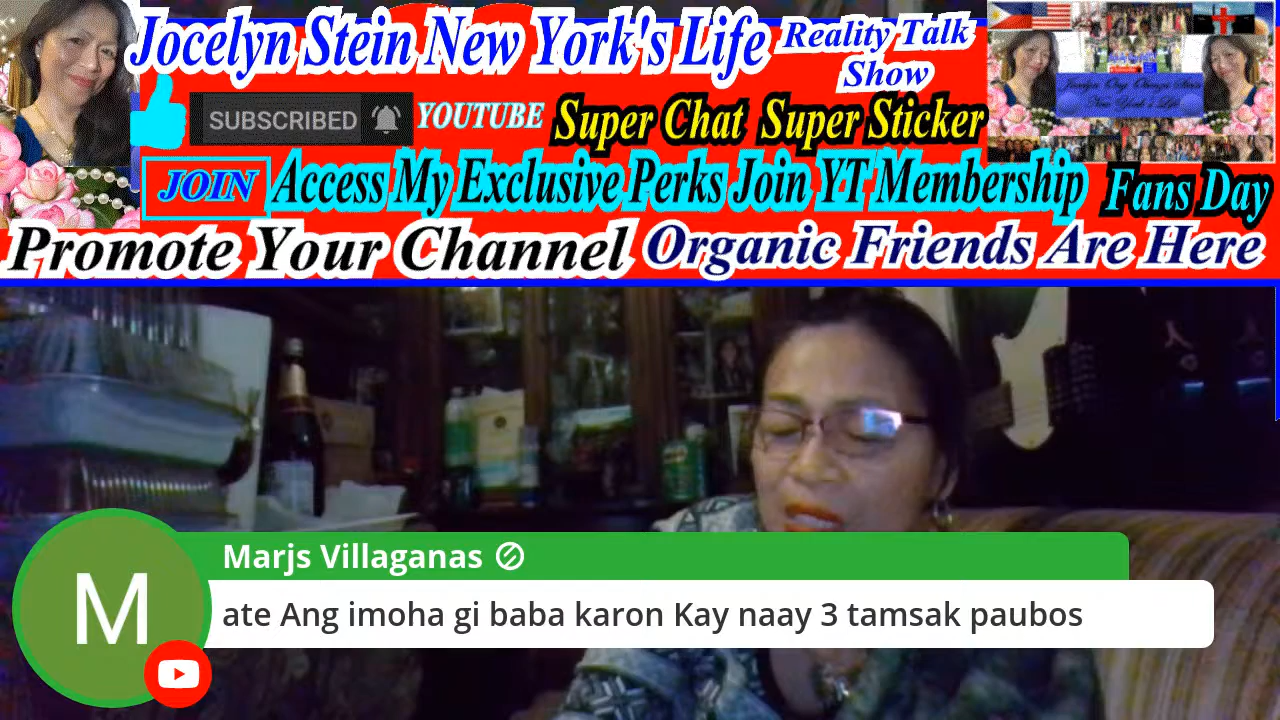 Jocelyn Stein New York's Life
Reality Talk
Show
SUBSCRIBED
YOUTUBE
Super Chat Super Sticker
JOIN
Access My Exclusive Perks Join YT Membership
Fans Day
Promote Your Channel
Organic Friends Are Here
Marjs Villaganas
M
ate Ang imoha gi baba karon Kay naay 3 tamsak paubos